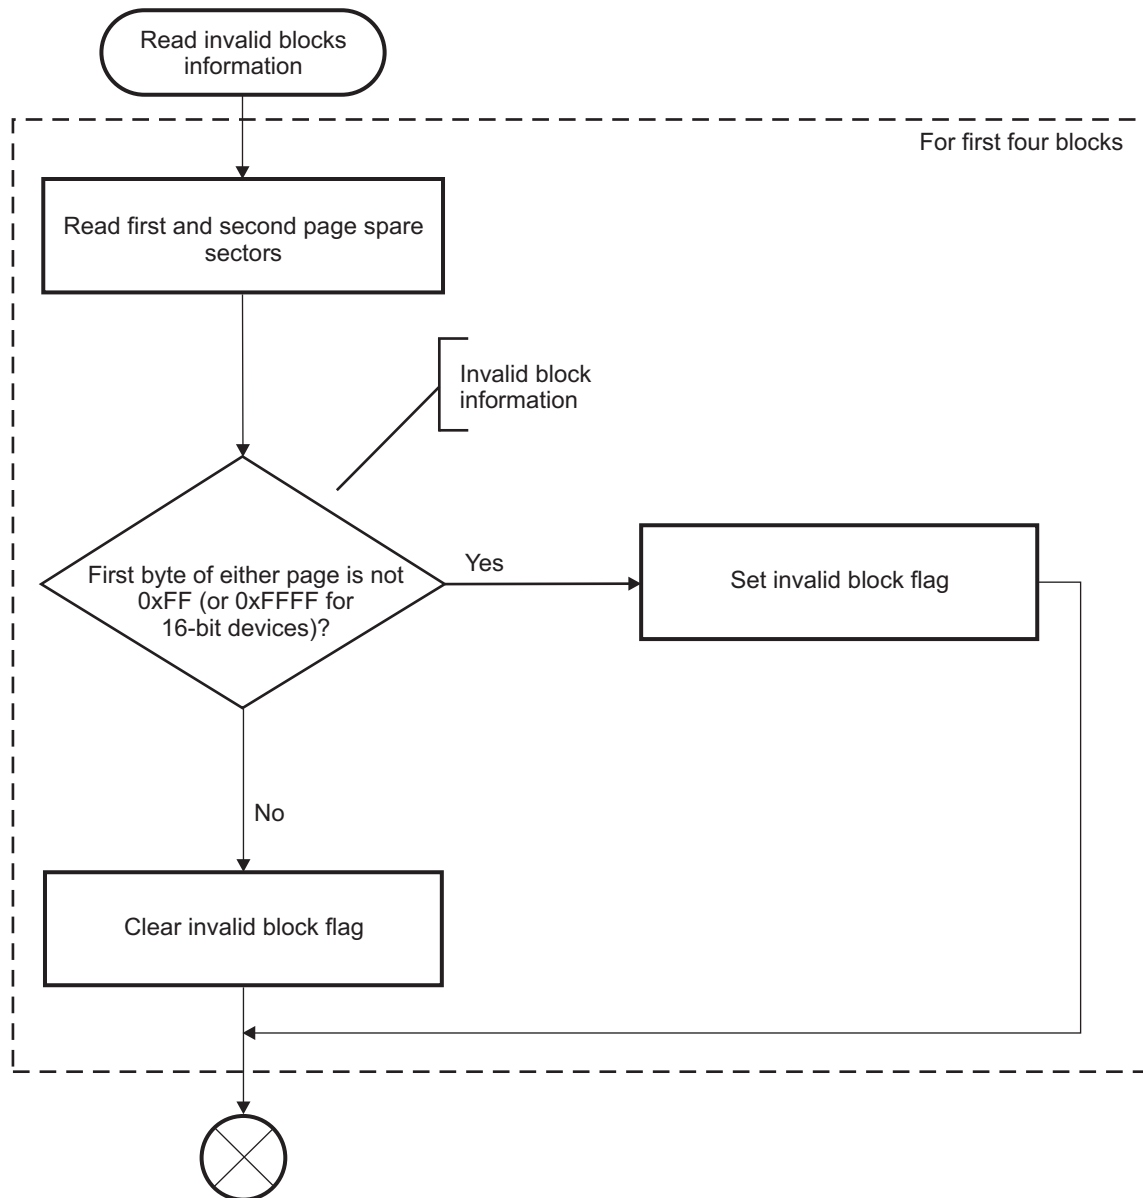 Read invalid blocks
information
For first four blocks
Read first and second page spare
sectors
Invalid block
information
First byte of either page is not
0xFF (or 0xFFFF for
16-bit devices)?
Yes
Set invalid block flag
No
Clear invalid block flag